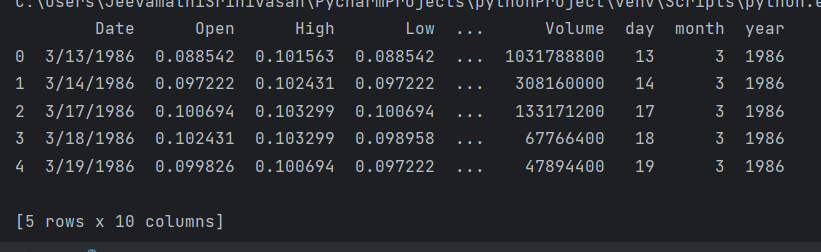 C:\Users\JeevamathiSrinivasan\PycharmProjects\pythonProject\venv\Scripts\python.e
Date Open High Low ... Volume day month year
0 3/13/1986 0.088542 0.101563 0.088542 ... 1031788800 13 3 1986
1 3/14/1986 0.097222 0.102431 0.097222 ... 308160000 14 3 1986
2 3/17/1986 0.100694 0.103299 0.100694 ... 133171200 17 3 1986
3 3/18/1986 0.102431 0.103299 0.098958 ... 67766400 18 3 1986
4 3/19/1986 0.099826 0.100694 0.097222 ... 47894400 19 3 1986
[5 rows x 10 columns]